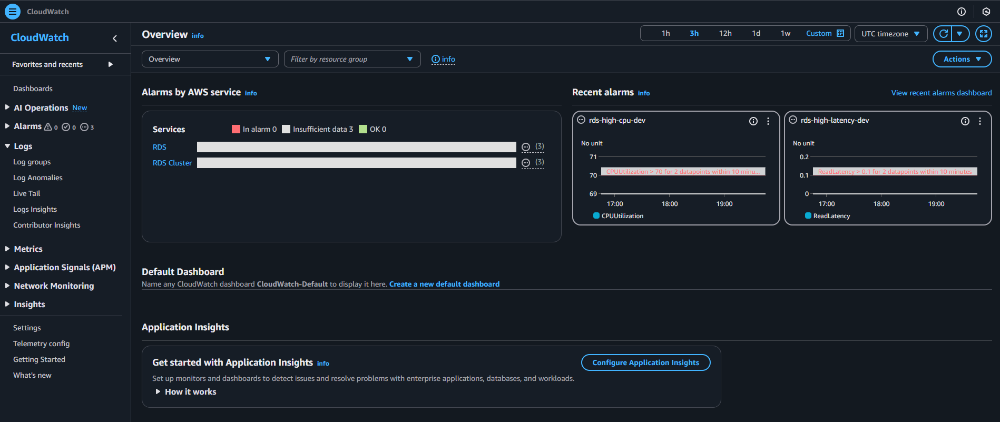 CloudWatch
CloudWatch
Favorites and recents
Dashboards
AI Operations New
Alarms 0 0 3
Logs
Log groups
Log Anomalies
Live Tail
Logs Insights
Contributor Insights
Metrics
Application Signals (APM)
Network Monitoring
Insights
Settings
Telemetry config
Getting Started
What's new
Overview info
1h 3h 12h 1d 1w Custom
UTC timezone
Overview
Filter by resource group
info
Actions
Alarms by AWS service info
Services
In alarm 0 Insufficient data 3 OK 0
RDS (3)
RDS Cluster (3)
Recent alarms info
View recent alarms dashboard
rds-high-cpu-dev
No unit
71
CPUUtilization > 70 for 2 datapoints within 10 minu...
70
69
17:00 18:00 19:00
CPUUtilization
rds-high-latency-dev
No unit
0.2
ReadLatency > 0.1 for 2 datapoints within 10 minutes
0.1
0
17:00 18:00 19:00
ReadLatency
Default Dashboard
Name any CloudWatch dashboard CloudWatch-Default to display it here. Create a new default dashboard
Application Insights
Get started with Application Insights info
Configure Application Insights
Set up monitors and dashboards to detect issues and resolve problems with enterprise applications, databases, and workloads.
How it works